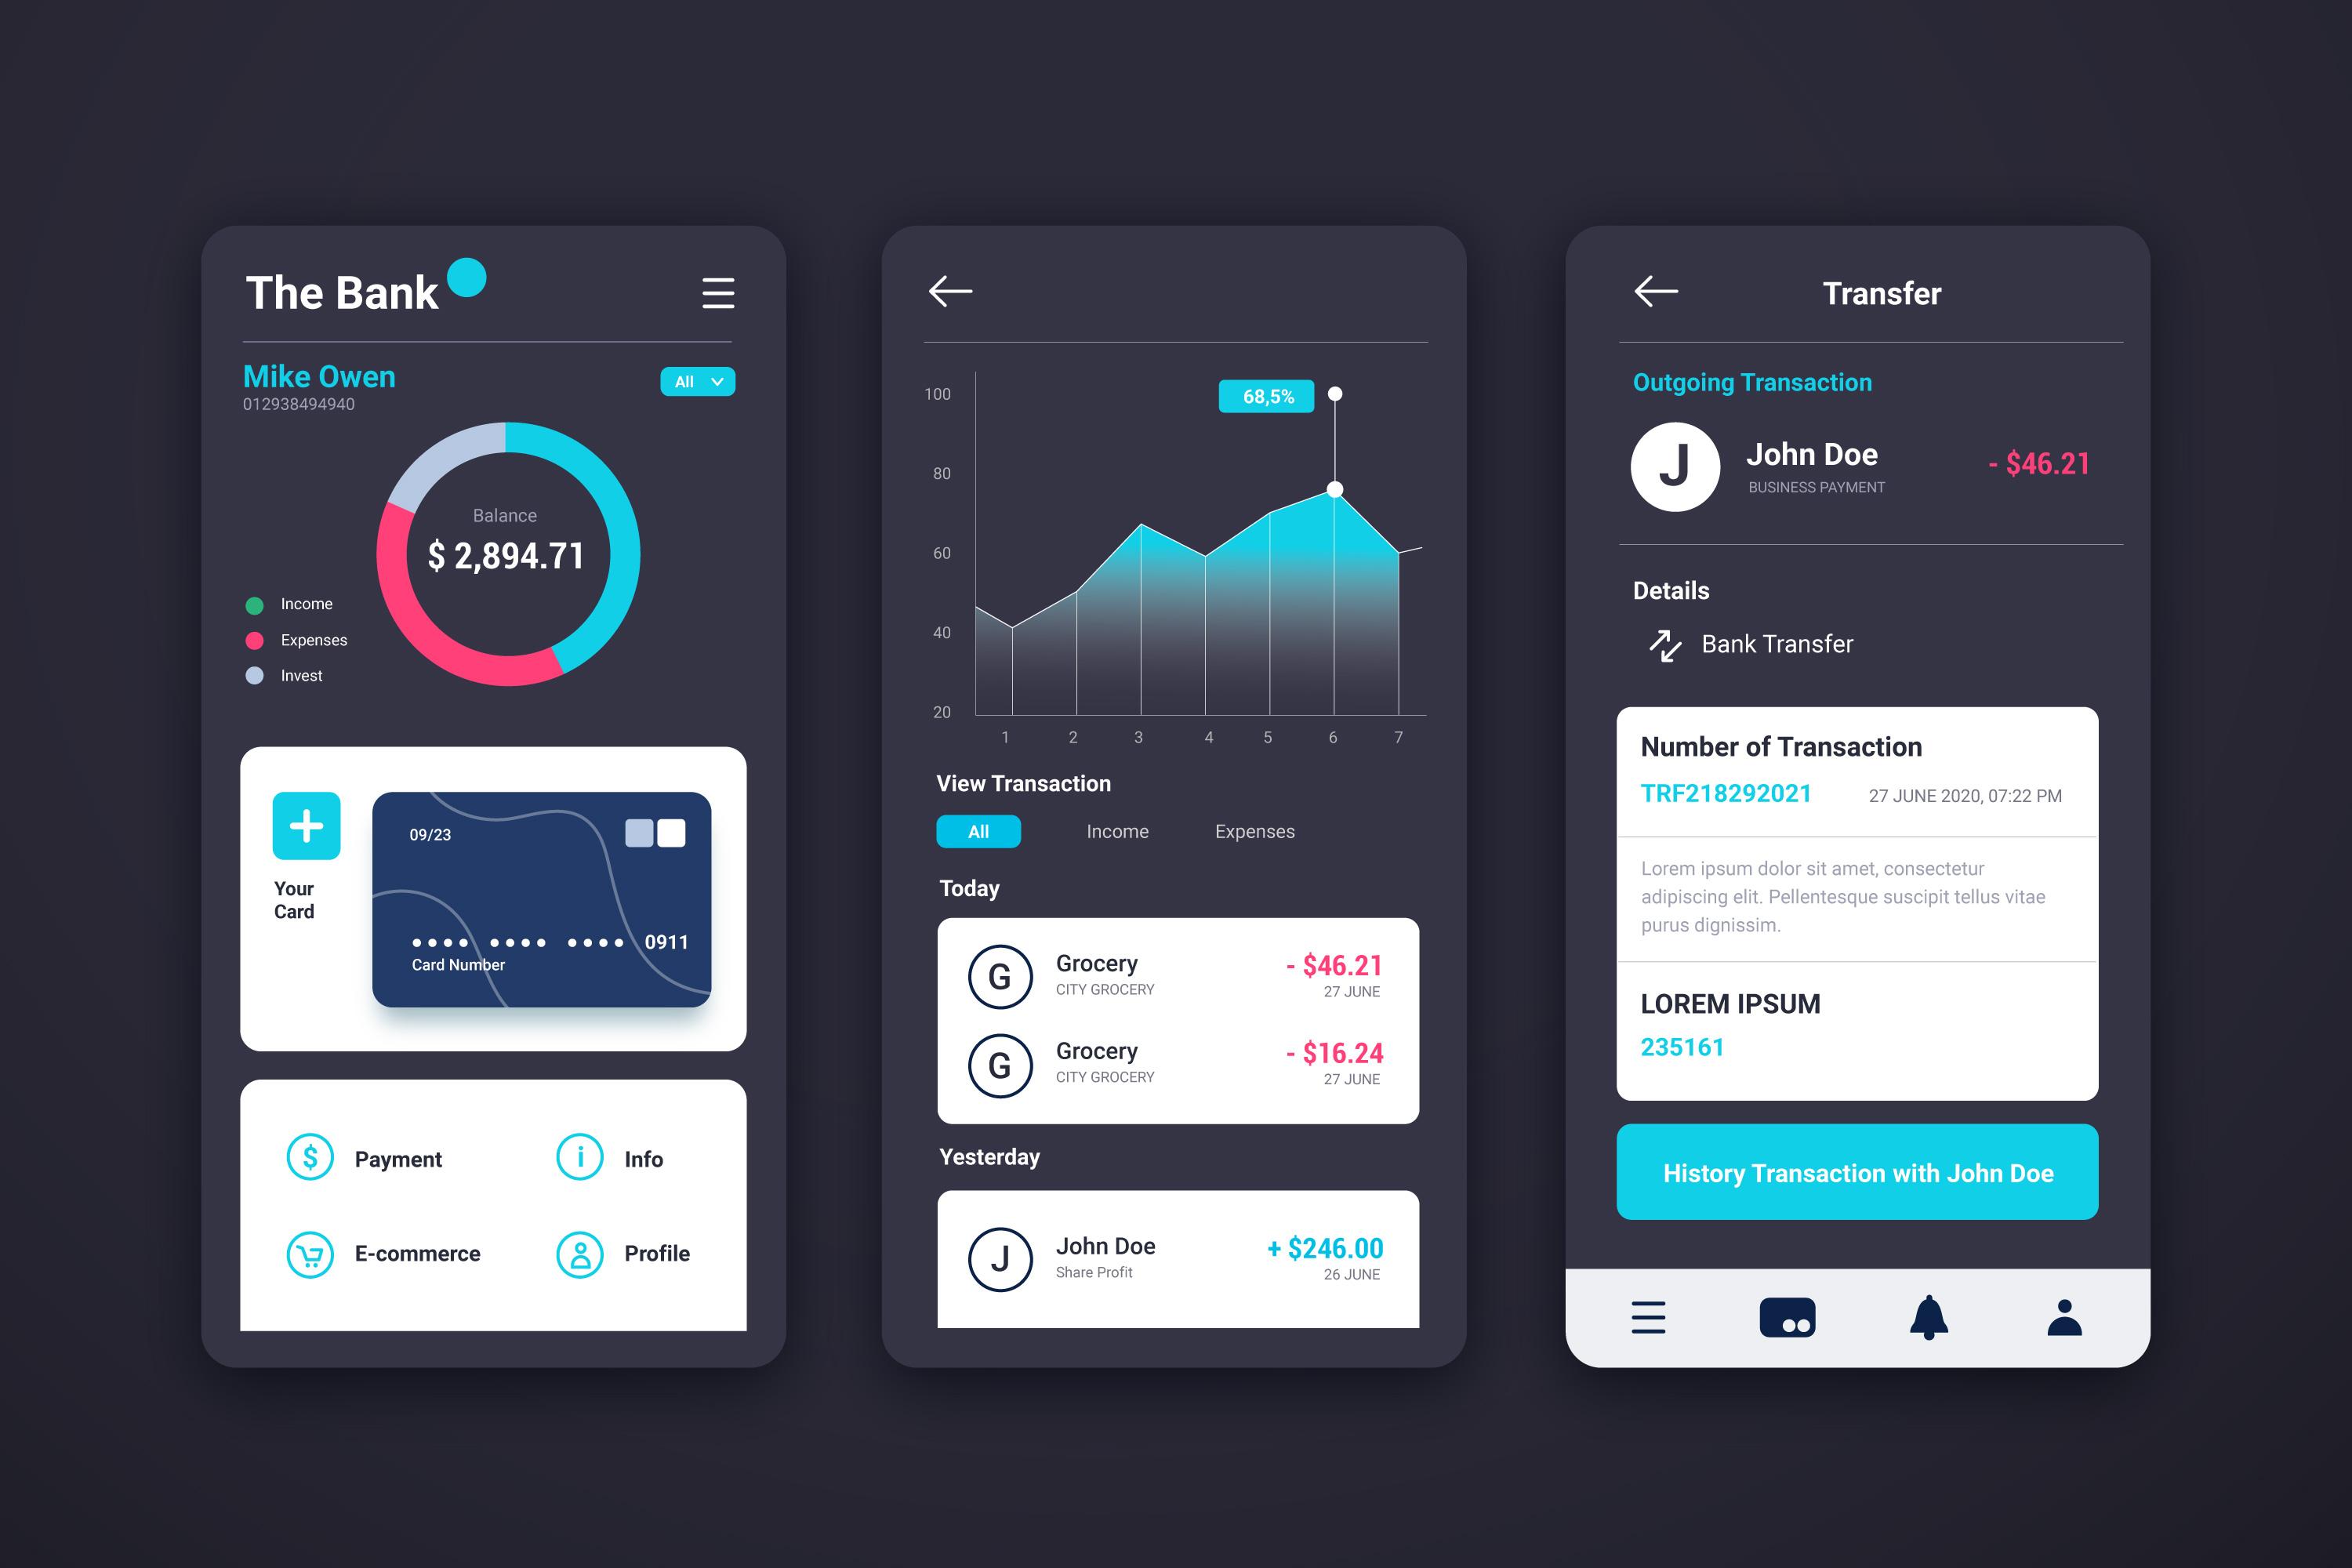 The Bank
Mike Owen
012938494940
All
Balance
$ 2,894.71
Income
Expenses
Invest
09/23
Your
Card
0911
Card Number
$ Payment
i Info
E-commerce
Profile
100
68,5%
80
60
40
20
1 2 3 4 5 6 7
View Transaction
All Income Expenses
Today
G
Grocery - $46.21
CITY GROCERY 27 JUNE
G
Grocery - $16.24
CITY GROCERY 27 JUNE
Yesterday
J
John Doe + $246.00
Share Profit 26 JUNE
Transfer
Outgoing Transaction
J
John Doe - $46.21
BUSINESS PAYMENT
Details
Bank Transfer
Number of Transaction
TRF218292021 27 JUNE 2020, 07:22 PM
Lorem ipsum dolor sit amet, consectetur
adipiscing elit. Pellentesque suscipit tellus vitae
purus dignissim.
LOREM IPSUM
235161
History Transaction with John Doe